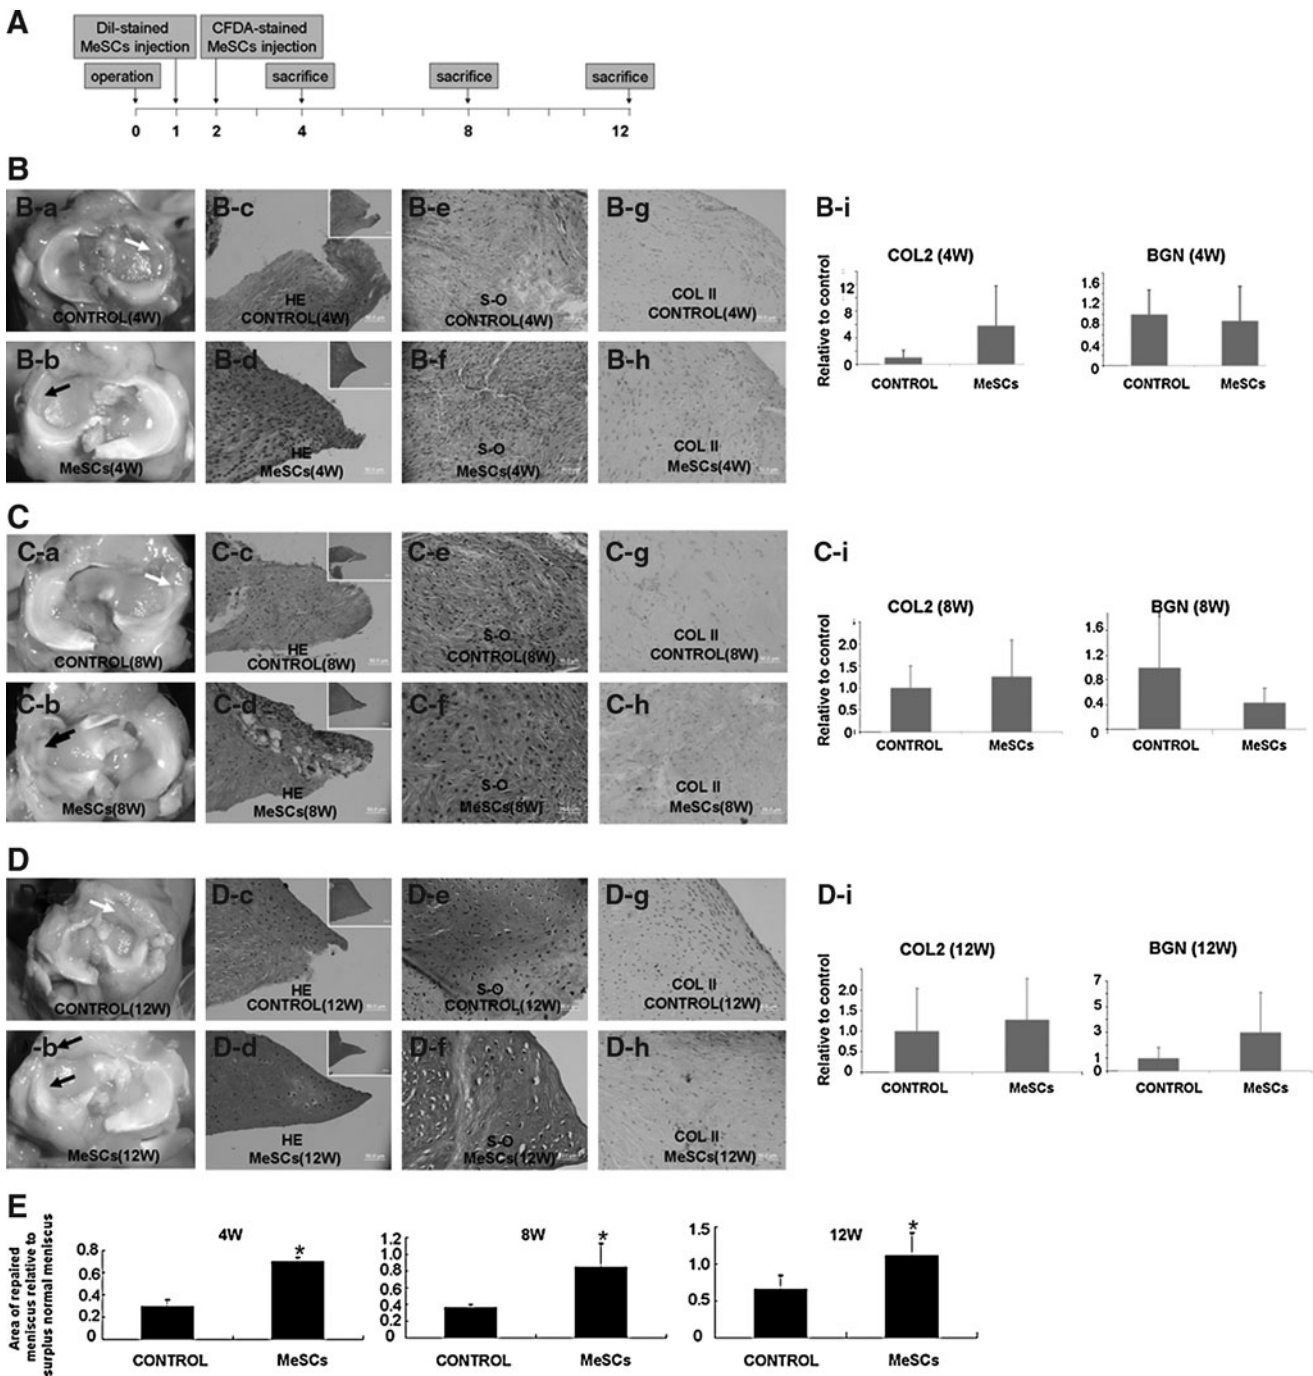 A
DiI-stained
MeSCs injection
CFDA-stained
MeSCs injection
operation
sacrifice
sacrifice
sacrifice
0 1 2 4 8 12
B
B-a
CONTROL(4W)
B-c
HE
CONTROL(4W)
B-e
S-O
CONTROL(4W)
B-g
COL II
CONTROL(4W)
B-b
MeSCs(4W)
B-d
HE
MeSCs(4W)
B-f
S-O
MeSCs(4W)
B-h
COL II
MeSCs(4W)
B-i
COL2 (4W)
Relative to control
12
8
4
0
CONTROL MeSCs
BGN (4W)
1.6
1.2
0.8
0.4
0
CONTROL MeSCs
C
C-a
CONTROL(8W)
C-c
HE
CONTROL(8W)
C-e
S-O
CONTROL(8W)
C-g
COL II
CONTROL(8W)
C-b
MeSCs(8W)
C-d
HE
MeSCs(8W)
C-f
S-O
MeSCs(8W)
C-h
COL II
MeSCs(8W)
C-i
COL2 (8W)
Relative to control
2.0
1.5
1.0
0.5
0
CONTROL MeSCs
BGN (8W)
1.6
1.2
0.8
0.4
0
CONTROL MeSCs
D
CONTROL(12W)
D-c
HE
CONTROL(12W)
D-e
S-O
CONTROL(12W)
D-g
COL II
CONTROL(12W)
D-b
MeSCs(12W)
D-d
HE
MeSCs(12W)
D-f
S-O
MeSCs(12W)
D-h
COL II
MeSCs(12W)
D-i
COL2 (12W)
Relative to control
2.0
1.5
1.0
0.5
0
CONTROL MeSCs
BGN (12W)
7
5
3
1
0
CONTROL MeSCs
E
Area of repaired
meniscus relative to
surplus normal meniscus
4W
0.8
0.6
0.4
0.2
0
*
CONTROL MeSCs
8W
1.2
1.0
0.8
0.6
0.4
0.2
0
*
CONTROL MeSCs
12W
1.5
1.0
0.5
0
*
CONTROL MeSCs